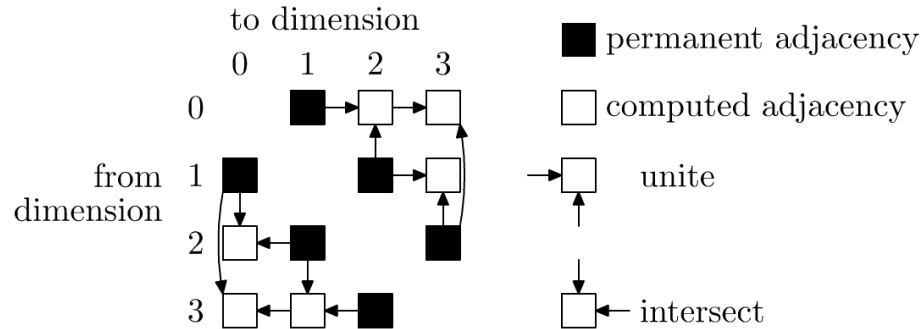 to dimension
0 1 2 3
0
1
2
3
from
dimension
permanent adjacency
computed adjacency
unite
intersect